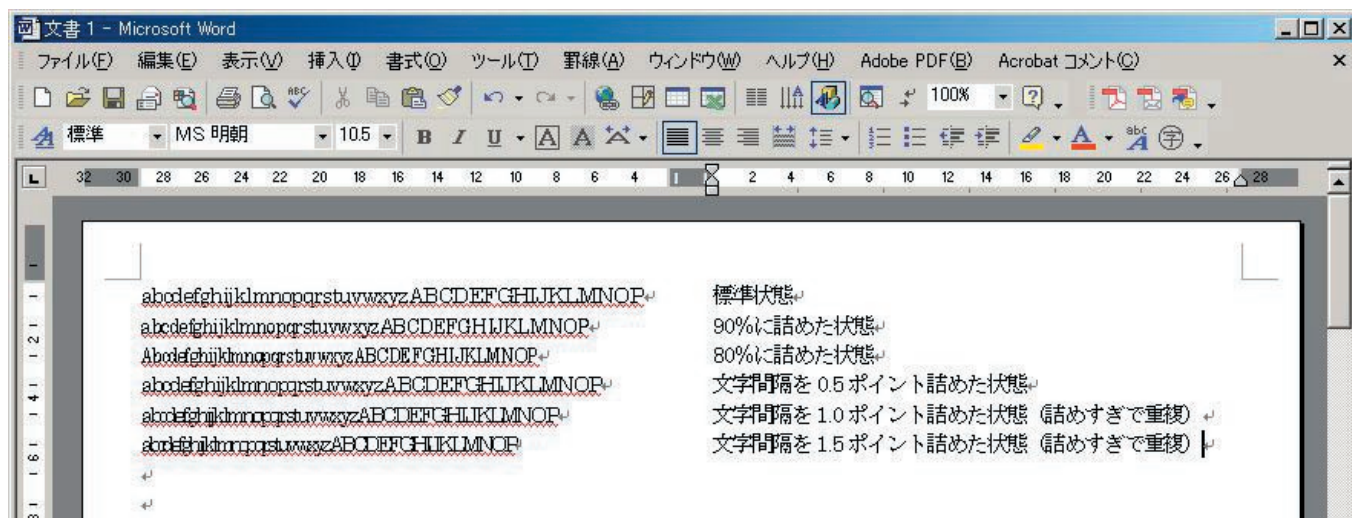 文書 1 - Microsoft Word
ファイル(F) 編集(E) 表示(V) 挿入(I) 書式(O) ツール(T) 罫線(A) ウィンドウ(W) ヘルプ(H) Adobe PDF(B) Acrobat コメント(C)
100%
標準 MS 明朝 10.5 B I U A A A abc A 字
L 32 30 28 26 24 22 20 18 16 14 12 10 8 6 4 2 4 6 8 10 12 14 16 18 20 22 24 26 28
abcdefghijklmnopqrstuvwxyzABCDEFGHIJKLMNOP 標準状態
abcdefghijklmnopqrstuvwxyzABCDEFGHIJKLMNOP 90%に詰めた状態
Abcdefghijklmnopqrstuvwxyz ABCDEFGHIJKLMNOP 80%に詰めた状態
abcdefghijklmnopqrstuvwxyzABCDEFGHIJKLMNOP 文字間隔を 0.5 ポイント詰めた状態
abcdefghijklmnopqrstuvwxyzABCDEFGHIJKLMNOP 文字間隔を 1.0 ポイント詰めた状態（詰めすぎで重複）
abcdefghijklmnopqrstuvwxyzABCDEFGHIJKLMNOP 文字間隔を 1.5 ポイント詰めた状態（詰めすぎで重複）